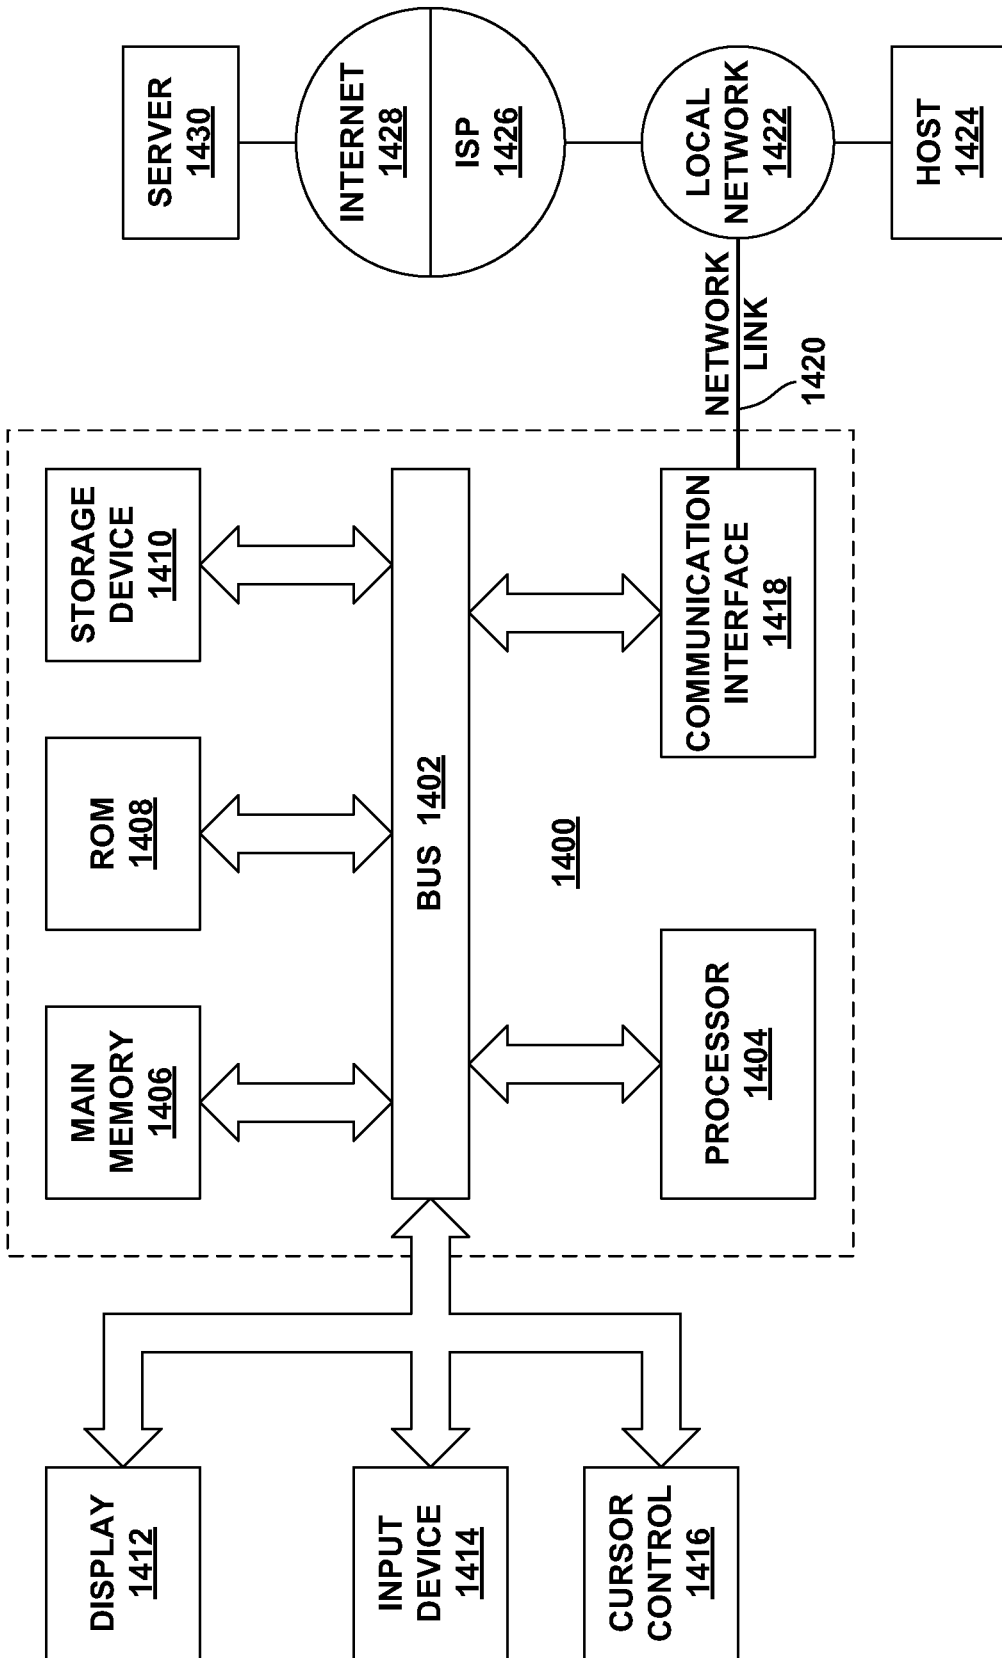 DISPLAY
1412
INPUT
DEVICE
1414
CURSOR
CONTROL
1416
MAIN
MEMORY
1406
ROM
1408
STORAGE
DEVICE
1410
BUS 1402
1400
PROCESSOR
1404
COMMUNICATION
INTERFACE
1418
NETWORK
LINK
1420
SERVER
1430
INTERNET
1428
ISP
1426
LOCAL
NETWORK
1422
HOST
1424